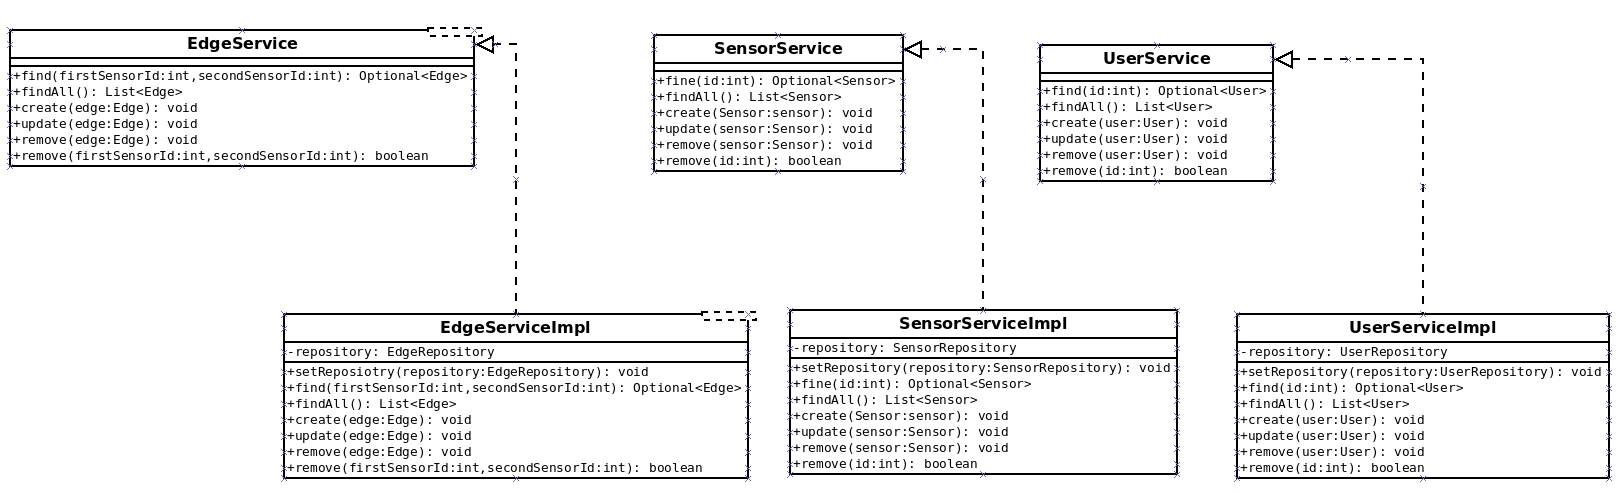 EdgeService
+find(firstSensorId:int,secondSensorId:int): Optional<Edge>
+findAll(): List<Edge>
+create(edge:Edge): void
+update(edge:Edge): void
+remove(edge:Edge): void
+remove(firstSensorId:int,secondSensorId:int): boolean
SensorService
+fine(id:int): Optional<Sensor>
+findAll(): List<Sensor>
+create(Sensor:sensor): void
+update(sensor:Sensor): void
+remove(sensor:Sensor): void
+remove(id:int): boolean
UserService
+find(id:int): Optional<User>
+findAll(): List<User>
+create(user:User): void
+update(user:User): void
+remove(user:User): void
+remove(id:int): boolean
EdgeServiceImpl
-repository: EdgeRepository
+setReposiotry(repository:EdgeRepository): void
+find(firstSensorId:int,secondSensorId:int): Optional<Edge>
+findAll(): List<Edge>
+create(edge:Edge): void
+update(edge:Edge): void
+remove(edge:Edge): void
+remove(firstSensorId:int,secondSensorId:int): boolean
SensorServiceImpl
-repository: SensorRepository
+setRepository(repository:SensorRepository): void
+fine(id:int): Optional<Sensor>
+findAll(): List<Sensor>
+create(Sensor:sensor): void
+update(sensor:Sensor): void
+remove(sensor:Sensor): void
+remove(id:int): boolean
UserServiceImpl
-repository: UserRepository
+setRepository(repository:UserRepository): void
+find(id:int): Optional<User>
+findAll(): List<User>
+create(user:User): void
+update(user:User): void
+remove(user:User): void
+remove(id:int): boolean